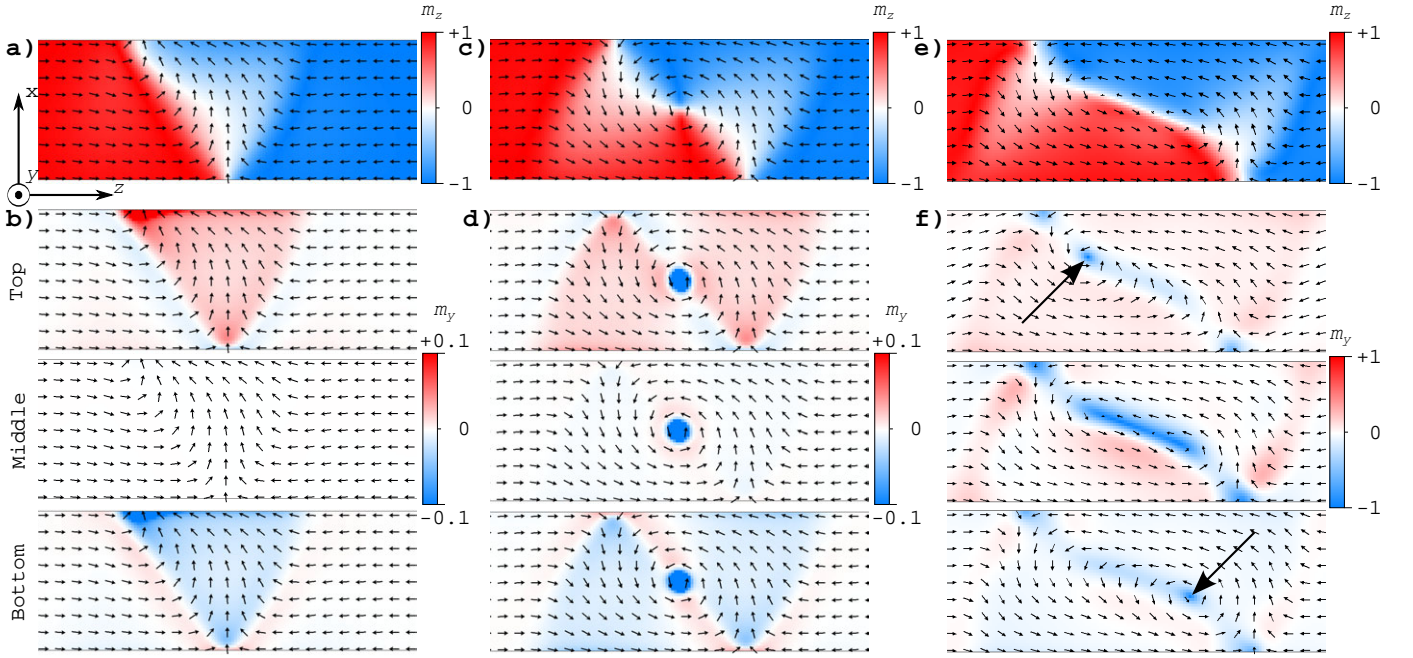 m_z
m_z
m_z
a)
c)
e)
+1
0
-1
+1
0
-1
+1
0
-1
x
y
z
b)
d)
f)
Top
m_y
m_y
m_y
+0.1
0
-0.1
+0.1
0
-0.1
+1
0
-1
Middle
Bottom